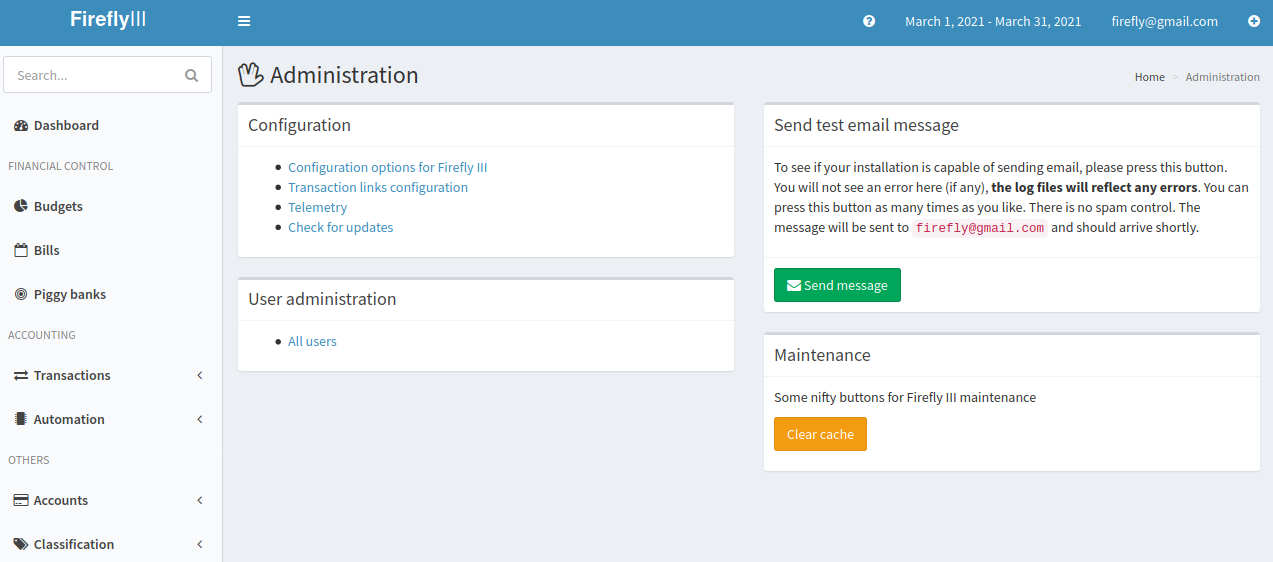 FireflyIII
March 1, 2021 - March 31, 2021
firefly@gmail.com
Search...
Dashboard
FINANCIAL CONTROL
Budgets
Bills
Piggy banks
ACCOUNTING
Transactions
Automation
OTHERS
Accounts
Classification
Administration
Home > Administration
Configuration
Configuration options for Firefly III
Transaction links configuration
Telemetry
Check for updates
User administration
All users
Send test email message
To see if your installation is capable of sending email, please press this button.
You will not see an error here (if any), the log files will reflect any errors. You can
press this button as many times as you like. There is no spam control. The
message will be sent to firefly@gmail.com and should arrive shortly.
Send message
Maintenance
Some nifty buttons for Firefly III maintenance
Clear cache